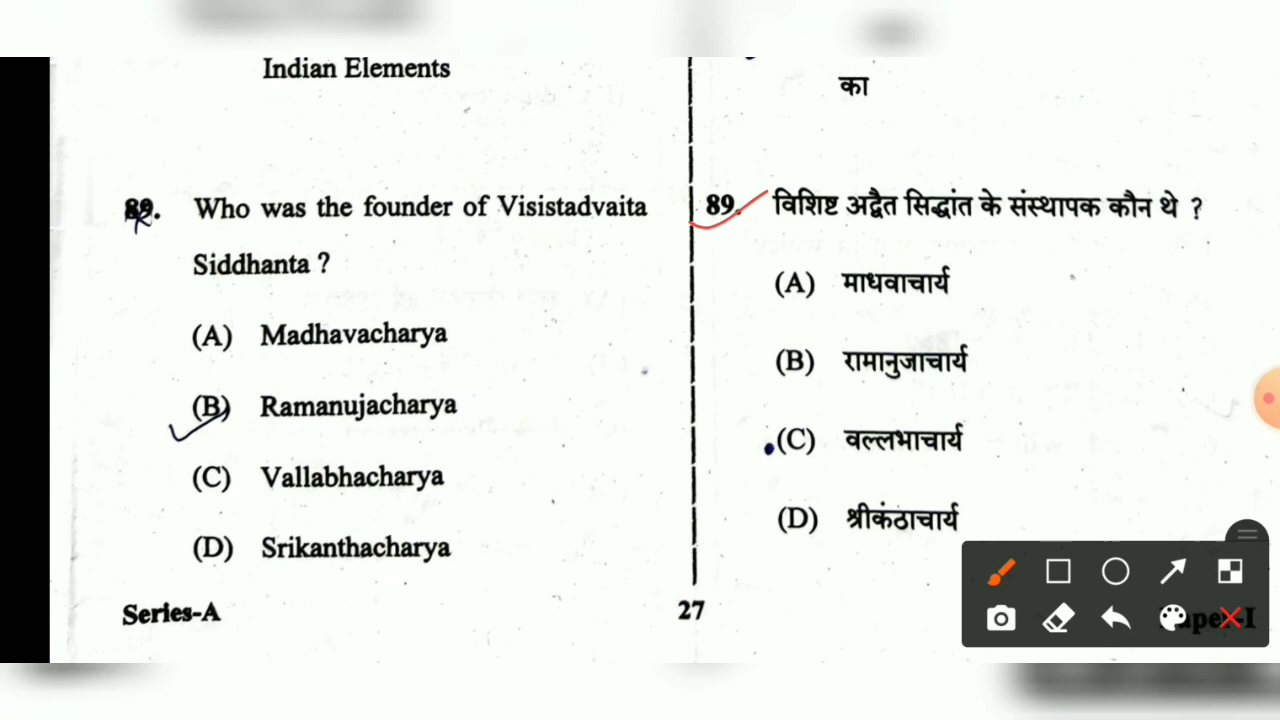 Indian Elements
89. Who was the founder of Visistadvaita
Siddhanta ?
(A) Madhavacharya
(B) Ramanujacharya
(C) Vallabhacharya
(D) Srikanthacharya
Series-A
का
89. विशिष्ट अद्वैत सिद्धांत के संस्थापक कौन थे ?
(A) माधवाचार्य
(B) रामानुजाचार्य
(C) वल्लभाचार्य
(D) श्रीकंठाचार्य
27
Paper-I